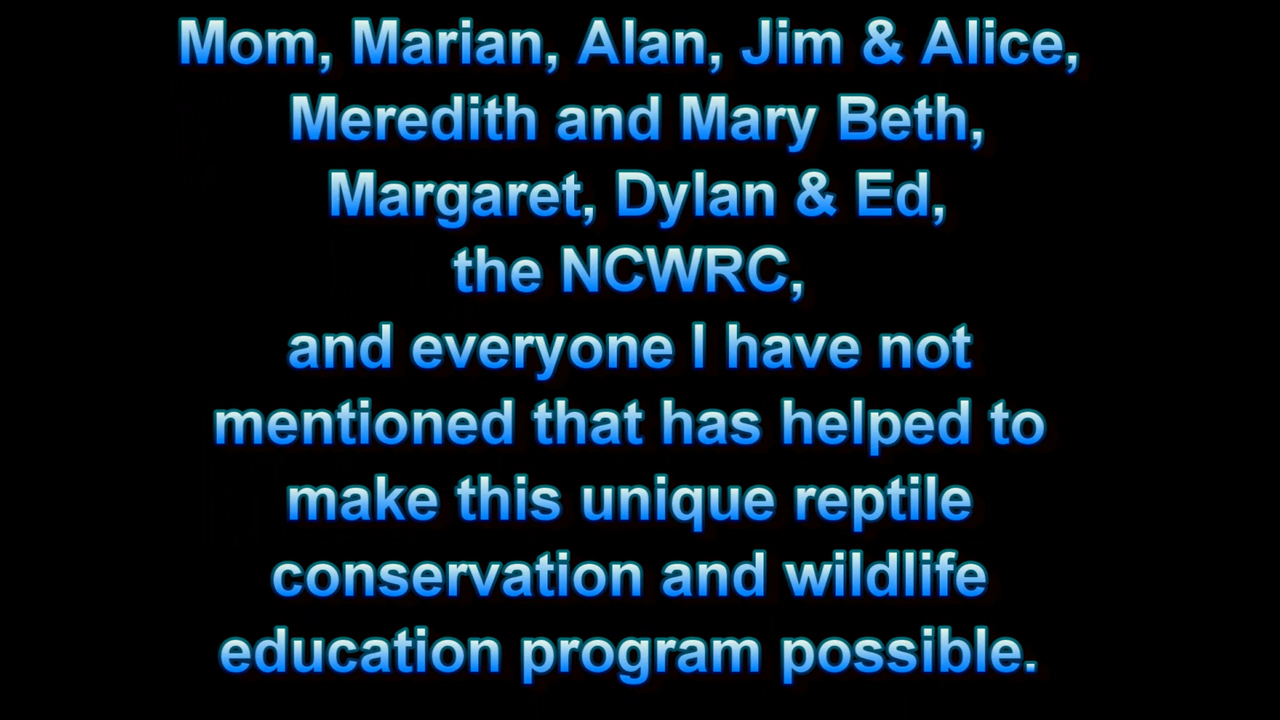 Mom, Marian, Alan, Jim & Alice,
Meredith and Mary Beth,
Margaret, Dylan & Ed,
the NCWRC,
and everyone I have not
mentioned that has helped to
make this unique reptile
conservation and wildlife
education program possible.